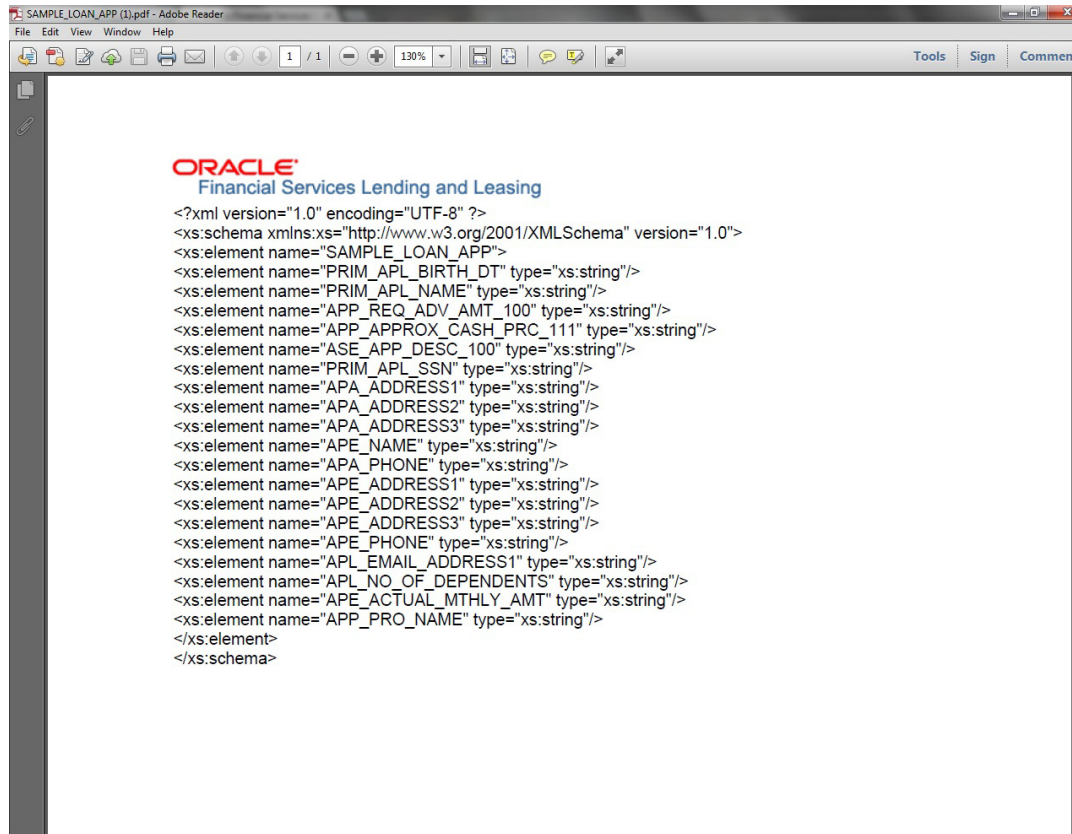 SAMPLE_LOAN_APP (1).pdf - Adobe Reader
File Edit View Window Help
1 / 1 130% Tools Sign Commen
ORACLE
Financial Services Lending and Leasing
<?xml version="1.0" encoding="UTF-8" ?>
<xs:schema xmlns:xs="http://www.w3.org/2001/XMLSchema" version="1.0">
<xs:element name="SAMPLE_LOAN_APP">
<xs:element name="PRIM_APL_BIRTH_DT" type="xs:string"/>
<xs:element name="PRIM_APL_NAME" type="xs:string"/>
<xs:element name="APP_REQ_ADV_AMT_100" type="xs:string"/>
<xs:element name="APP_APPROX_CASH_PRC_111" type="xs:string"/>
<xs:element name="ASE_APP_DESC_100" type="xs:string"/>
<xs:element name="PRIM_APL_SSN" type="xs:string"/>
<xs:element name="APA_ADDRESS1" type="xs:string"/>
<xs:element name="APA_ADDRESS2" type="xs:string"/>
<xs:element name="APA_ADDRESS3" type="xs:string"/>
<xs:element name="APE_NAME" type="xs:string"/>
<xs:element name="APA_PHONE" type="xs:string"/>
<xs:element name="APE_ADDRESS1" type="xs:string"/>
<xs:element name="APE_ADDRESS2" type="xs:string"/>
<xs:element name="APE_ADDRESS3" type="xs:string"/>
<xs:element name="APE_PHONE" type="xs:string"/>
<xs:element name="APL_EMAIL_ADDRESS1" type="xs:string"/>
<xs:element name="APL_NO_OF_DEPENDENTS" type="xs:string"/>
<xs:element name="APE_ACTUAL_MTHLY_AMT" type="xs:string"/>
<xs:element name="APP_PRO_NAME" type="xs:string"/>
</xs:element>
</xs:schema>